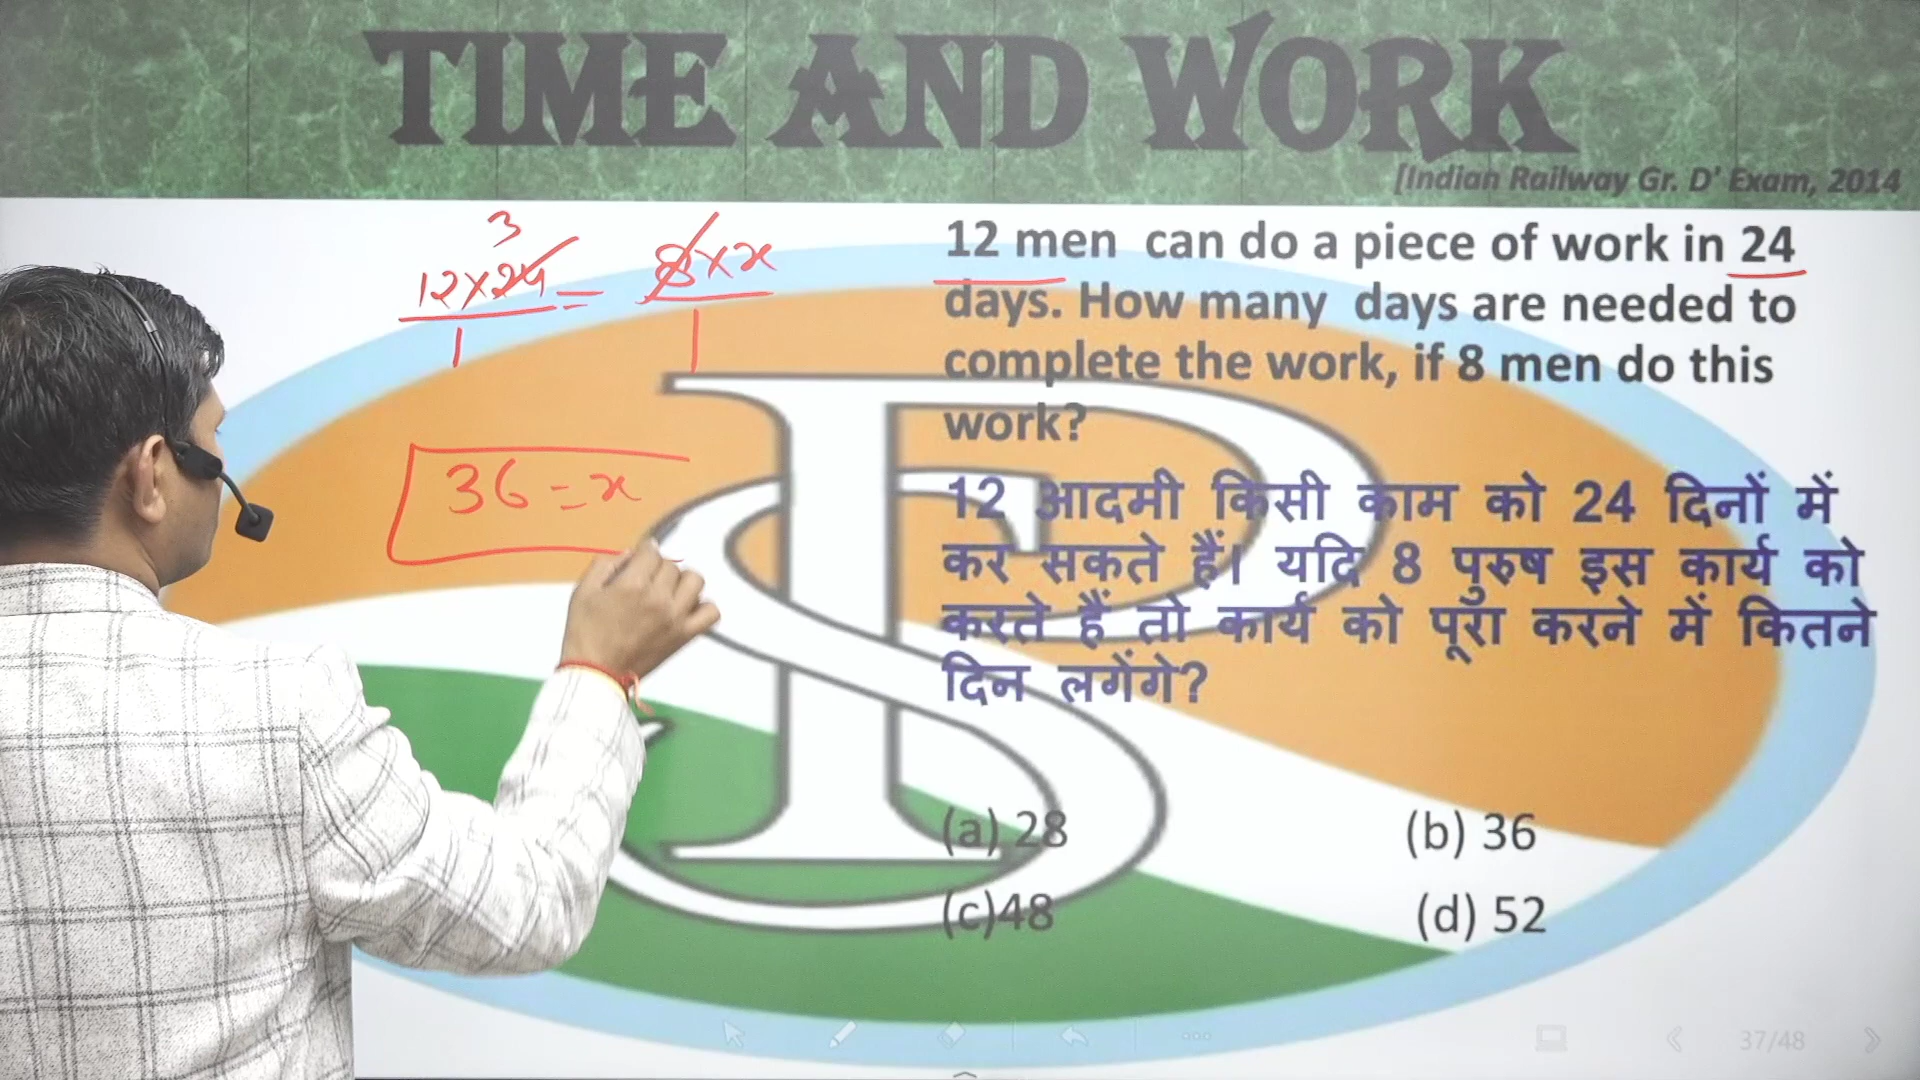 TIME AND WORK
[Indian Railway Gr. D' Exam, 2014
3
12×24 = 8×x
1 1
36=x
12 men can do a piece of work in 24
days. How many days are needed to
complete the work, if 8 men do this
work?
12 आदमी किसी काम को 24 दिनों में
कर सकते हैं। यदि 8 पुरुष इस कार्य को
करते हैं तो कार्य को पूरा करने में कितने
दिन लगेंगे?
(a) 28 (b) 36
(c)48 (d) 52
37/48